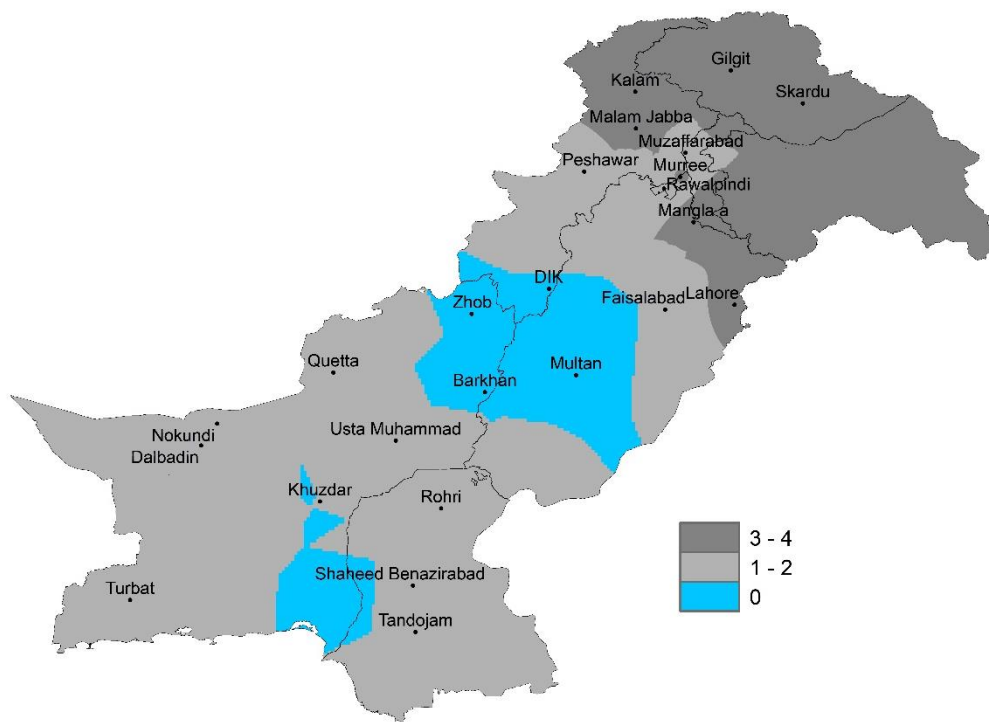 Gilgit
Kalam
Skardu
Malam Jabba
Muzaffarabad
Peshawar
Murree
Rawalpindi
Mangla a
DIK
Zhob
Faisalabad
Lahore
Quetta
Multan
Barkhan
Usta Muhammad
Nokundi
Dalbadin
Khuzdar
Rohri
Shaheed Benazirabad
Turbat
Tandojam
3 - 4
1 - 2
0